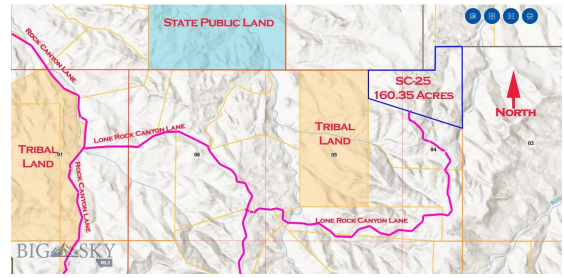 STATE PUBLIC LAND
ROCK CANYON LANE
SC-25
160.35 ACRES
NORTH
TRIBAL
LAND
01
LONE ROCK CANYON LANE
06
TRIBAL
LAND
05
04
03
ROCK CANYON LANE
LONE ROCK CANYON LANE
BIG SKY
MLS